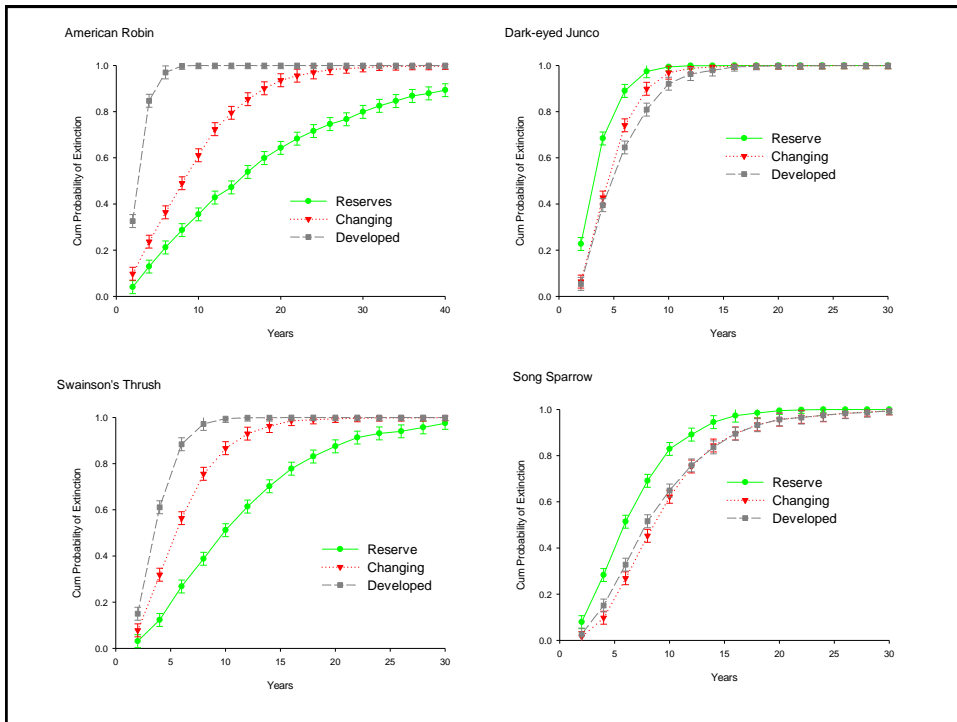 American Robin
Cum Probability of Extinction
1.0
0.8
0.6
0.4
0.2
0.0
Reserves
Changing
Developed
0 10 20 30 40
Years
Dark-eyed Junco
Cum Probability of Extinction
1.0
0.8
0.6
0.4
0.2
0.0
Reserve
Changing
Developed
0 5 10 15 20 25 30
Years
Swainson's Thrush
Cum Probability of Extinction
1.0
0.8
0.6
0.4
0.2
0.0
Reserve
Changing
Developed
0 5 10 15 20 25 30
Years
Song Sparrow
Cum Probability of Extinction
1.0
0.8
0.6
0.4
0.2
0.0
Reserve
Changing
Developed
0 5 10 15 20 25 30
Years